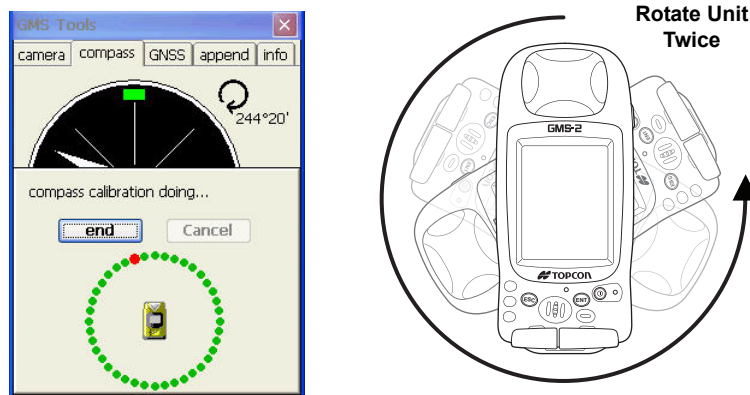 GMS Tools
camera compass GNSS append info
244°20'
compass calibration doing...
end Cancel
Rotate Unit
Twice
GMS-2
TOPCON
ESC ENT